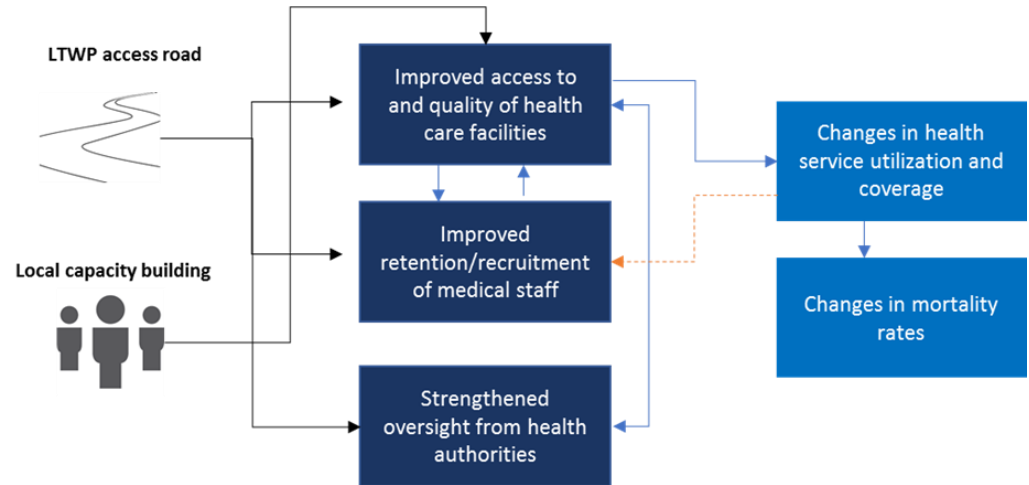 LTWP access road
Improved access to
and quality of health
care facilities
Changes in health
service utilization and
coverage
Improved
retention/recruitment
of medical staff
Local capacity building
Changes in mortality
rates
Strengthened
oversight from health
authorities